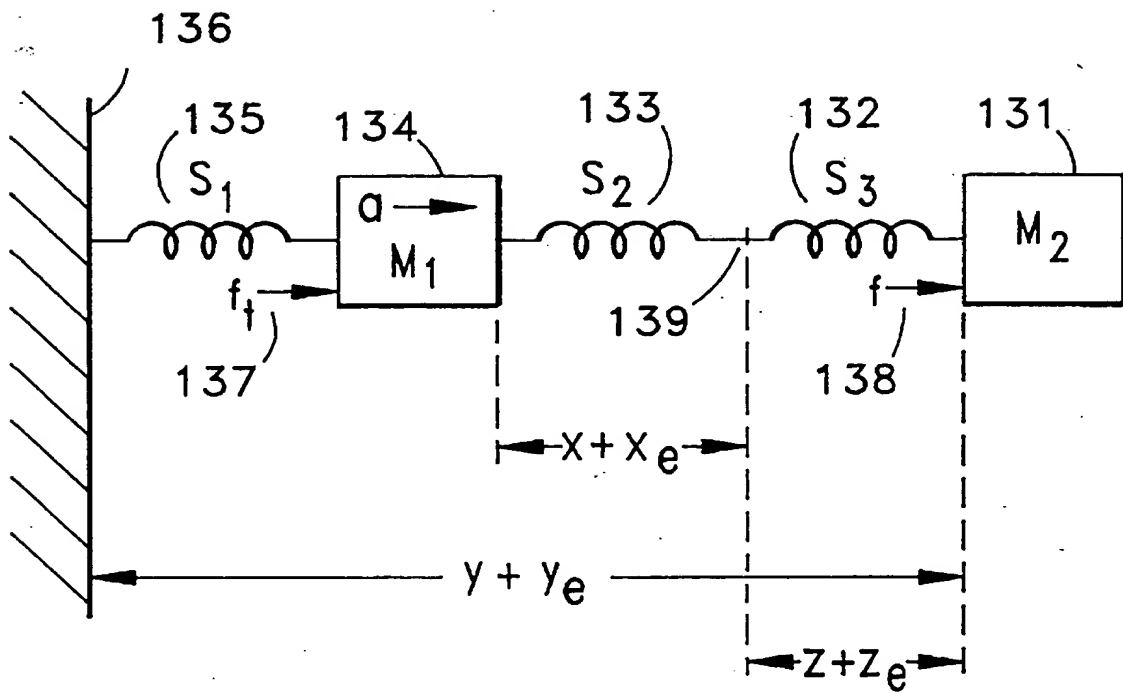 136
135
134
133
132
131
S1
a
M1
S2
S3
M2
ft
f
137
139
138
x + xe
y + ye
z + ze